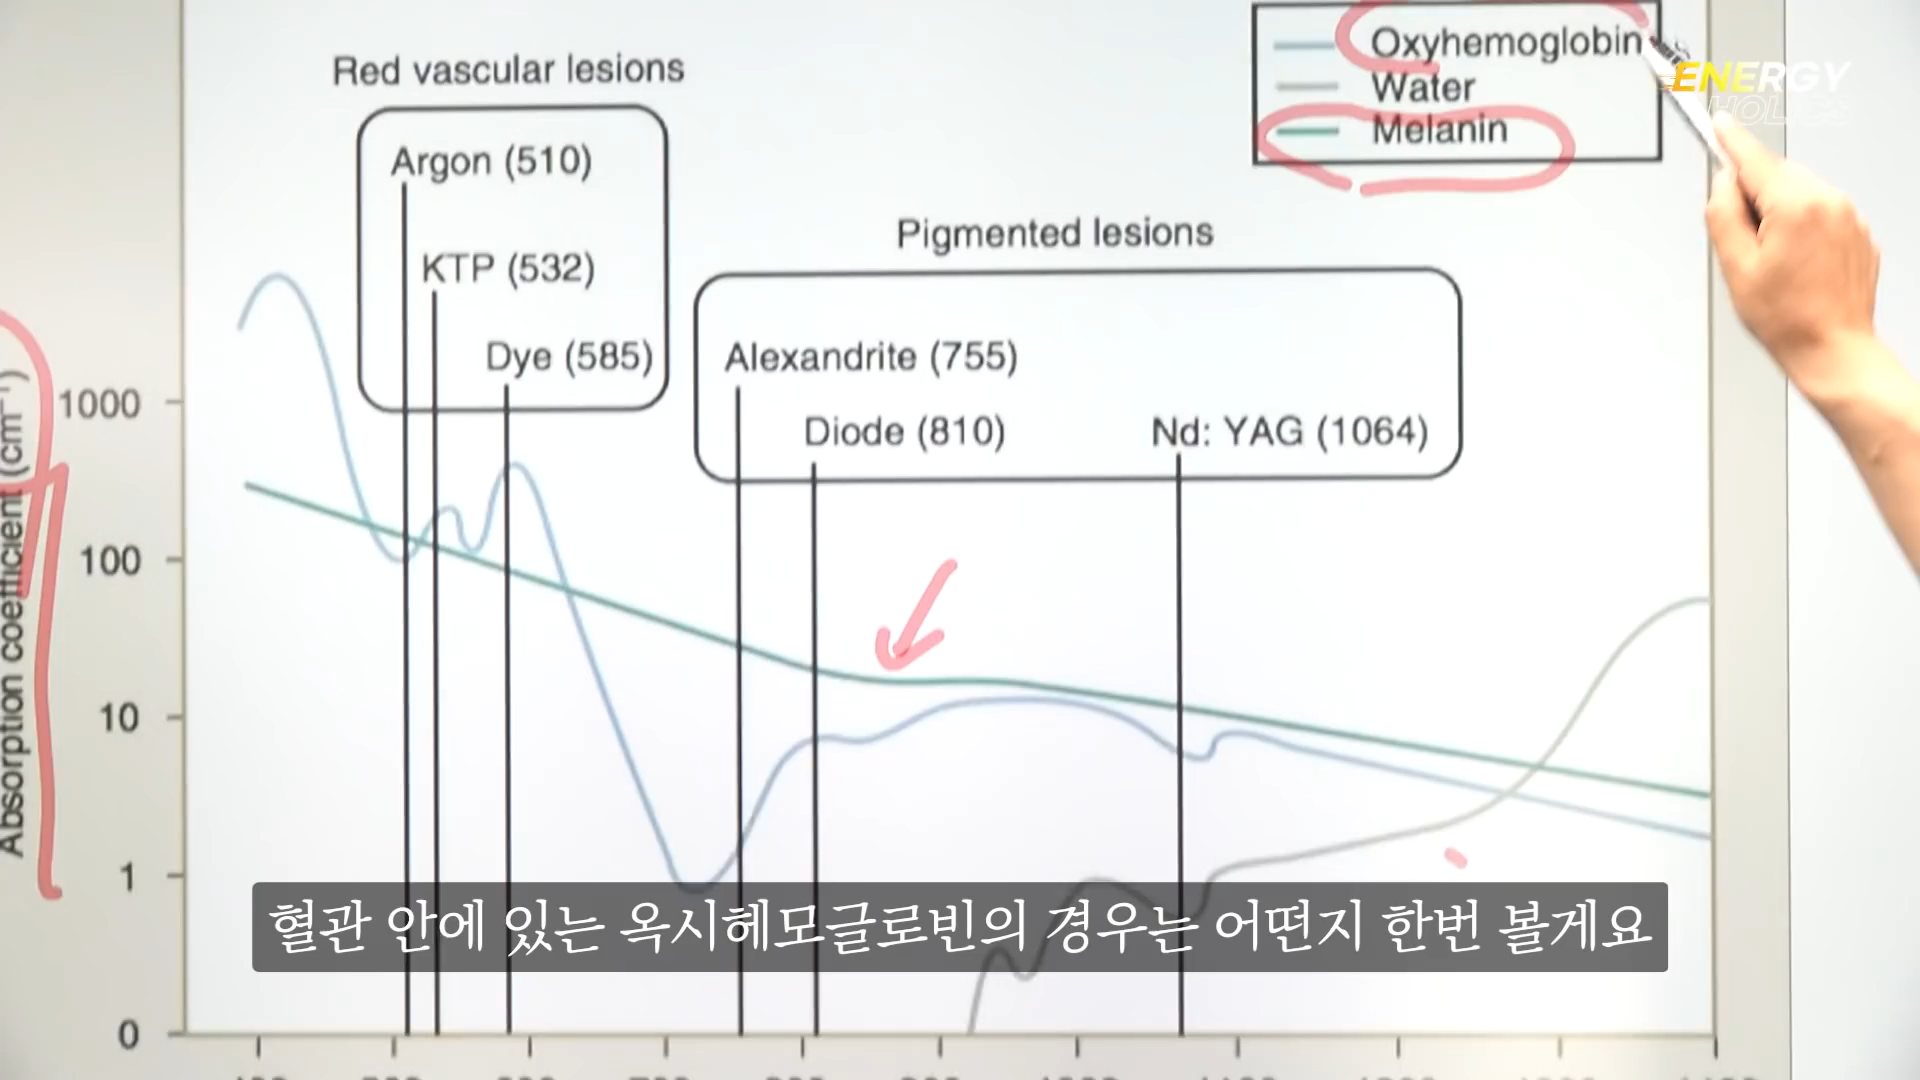 Oxyhemoglobin
Water
Melanin
ENERGY
HOLICS
Red vascular lesions
Argon (510)
KTP (532)
Dye (585)
Pigmented lesions
Alexandrite (755)
Diode (810)
Nd: YAG (1064)
Absorption coefficient (cm⁻¹)
1000
100
10
1
0
혈관 안에 있는 옥시헤모글로빈의 경우는 어떤지 한번 볼게요